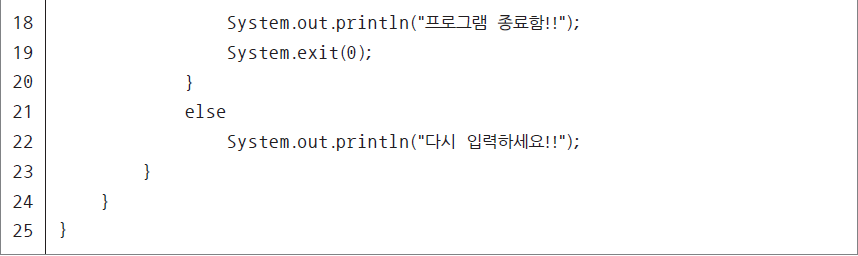 18 System.out.println("프로그램 종료함!!");
19 System.exit(0);
20 }
21 else
22 System.out.println("다시 입력하세요!!");
23 }
24 }
25 }